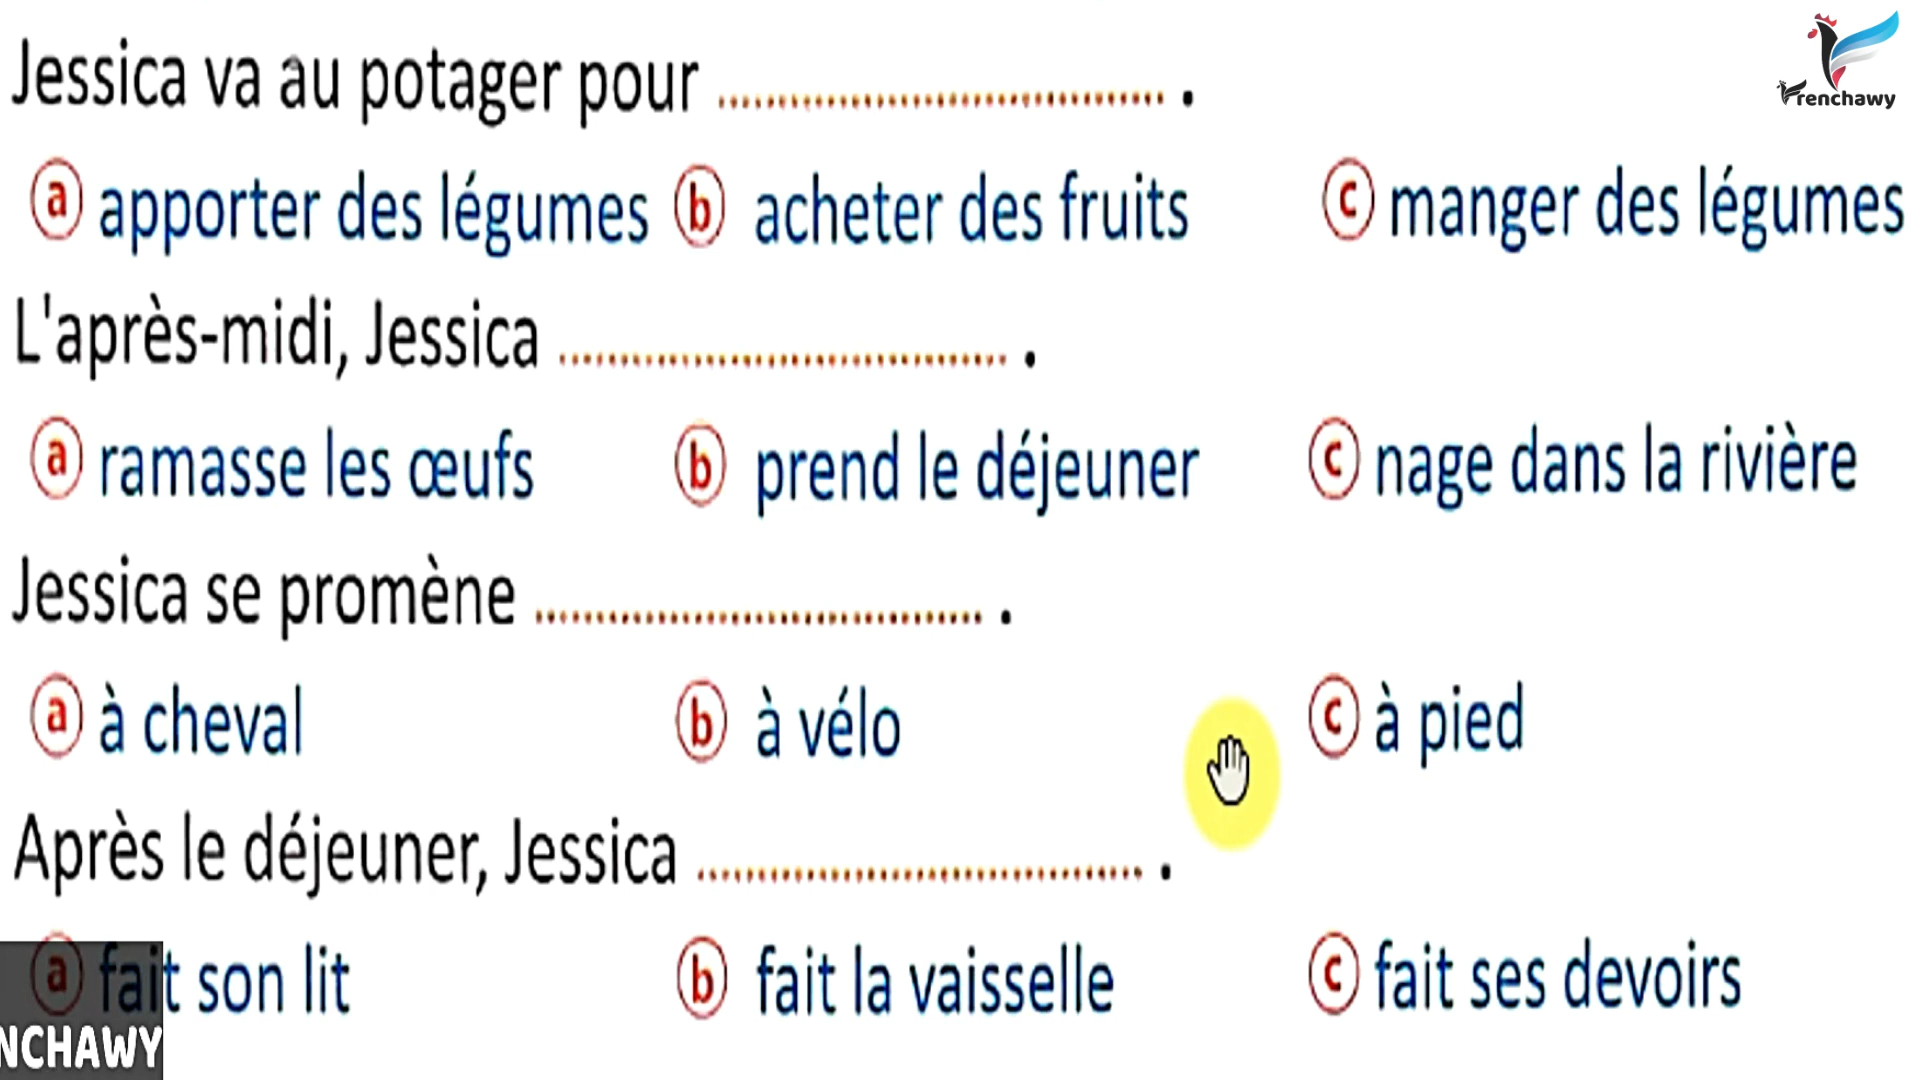 renchawy
Jessica va au potager pour .................................... .
a apporter des légumes b acheter des fruits c manger des légumes
L'après-midi, Jessica .................................... .
a ramasse les œufs b prend le déjeuner c nage dans la rivière
Jessica se promène .................................... .
a à cheval b à vélo c à pied
Après le déjeuner, Jessica .................................... .
a fait son lit b fait la vaisselle c fait ses devoirs
NCHAWY